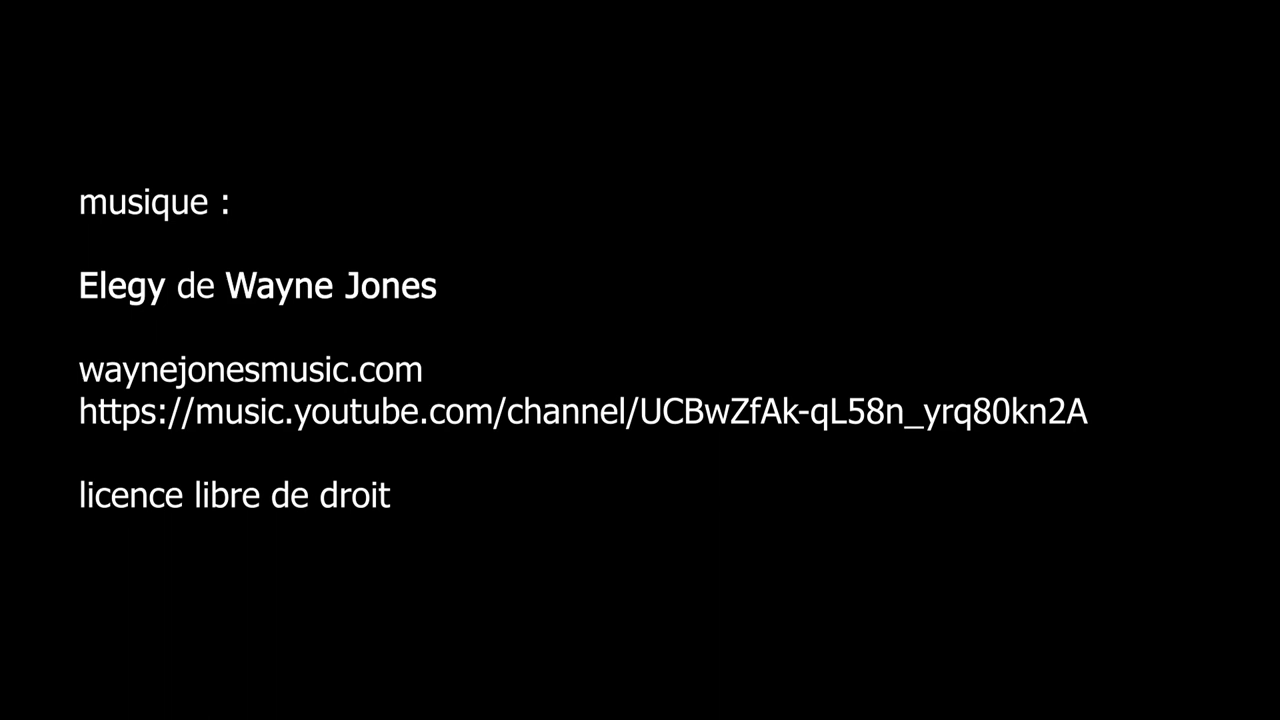 musique :
Elegy de Wayne Jones
waynejonesmusic.com
https://music.youtube.com/channel/UCBwZfAk-qL58n_yrq80kn2A
licence libre de droit